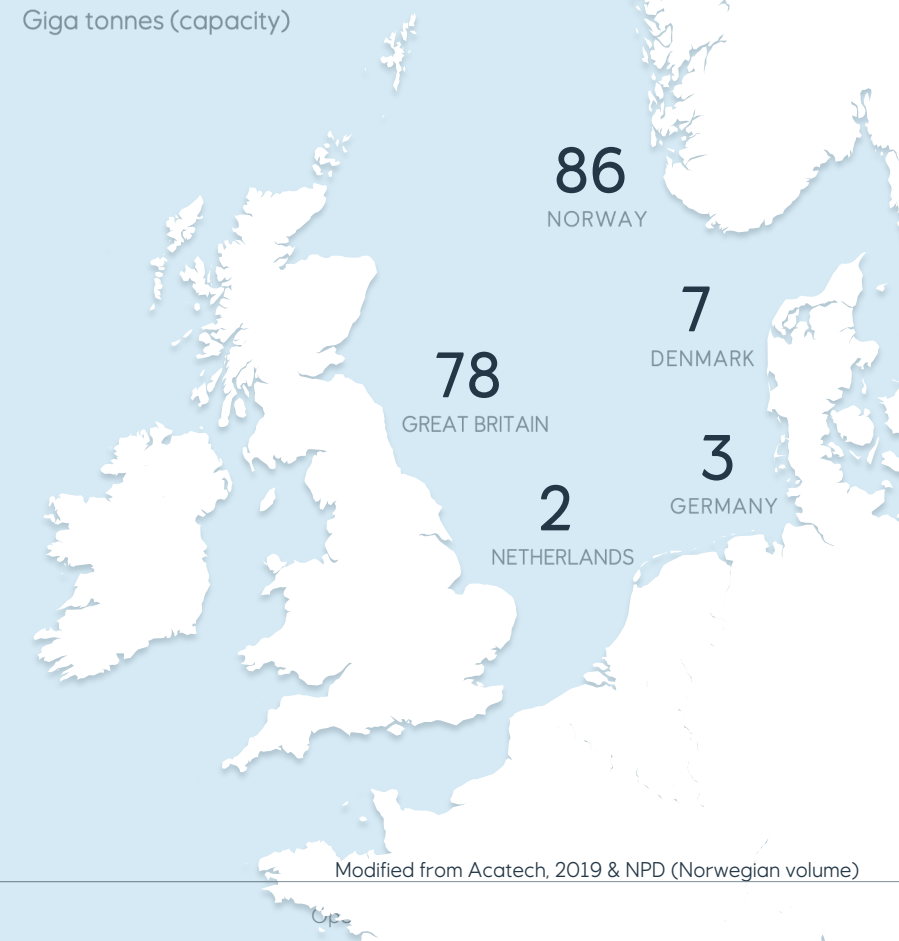 Giga tonnes (capacity)
86
NORWAY
7
DENMARK
78
GREAT BRITAIN
3
GERMANY
2
NETHERLANDS
Modified from Acatech, 2019 & NPD (Norwegian volume)